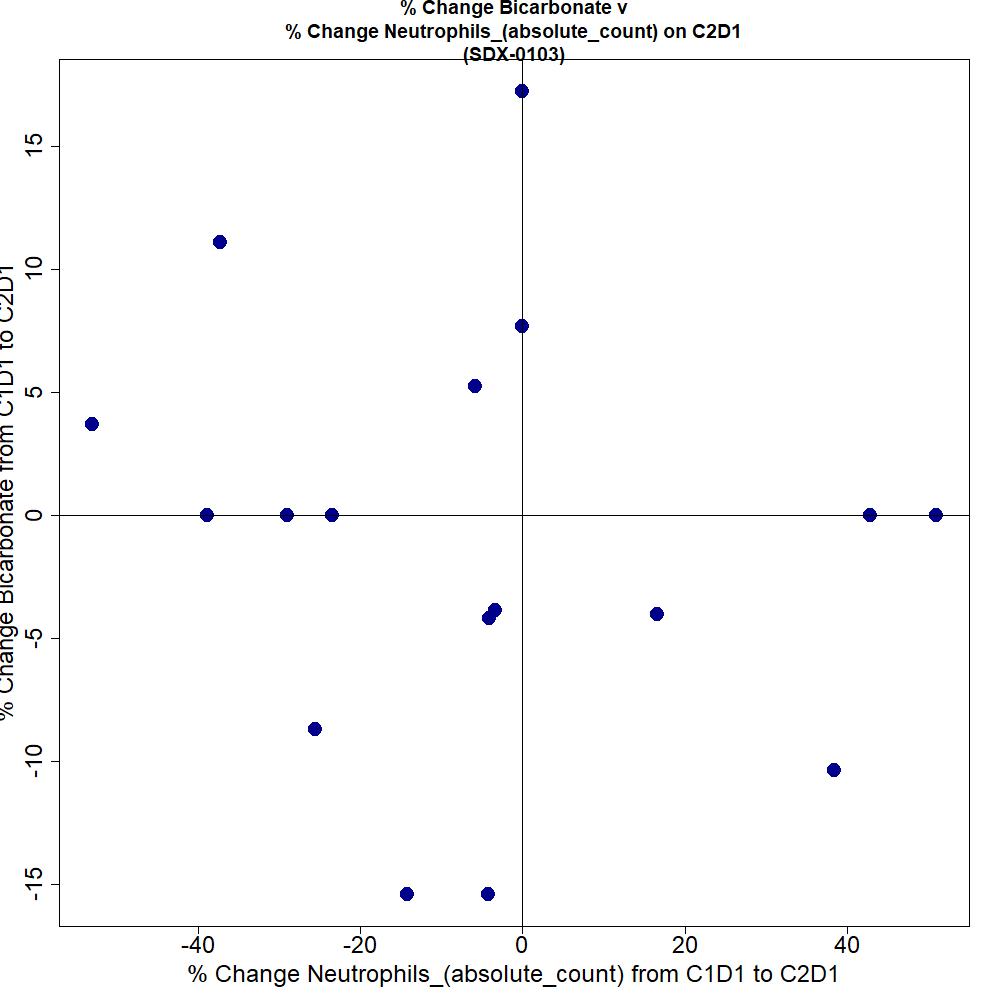 % Change Bicarbonate v
% Change Neutrophils_(absolute_count) on C2D1
(SDX-0103)
% Change Bicarbonate from C1D1 to C2D1
15
10
5
0
-5
-10
-15
-40
-20
0
20
40
% Change Neutrophils_(absolute_count) from C1D1 to C2D1